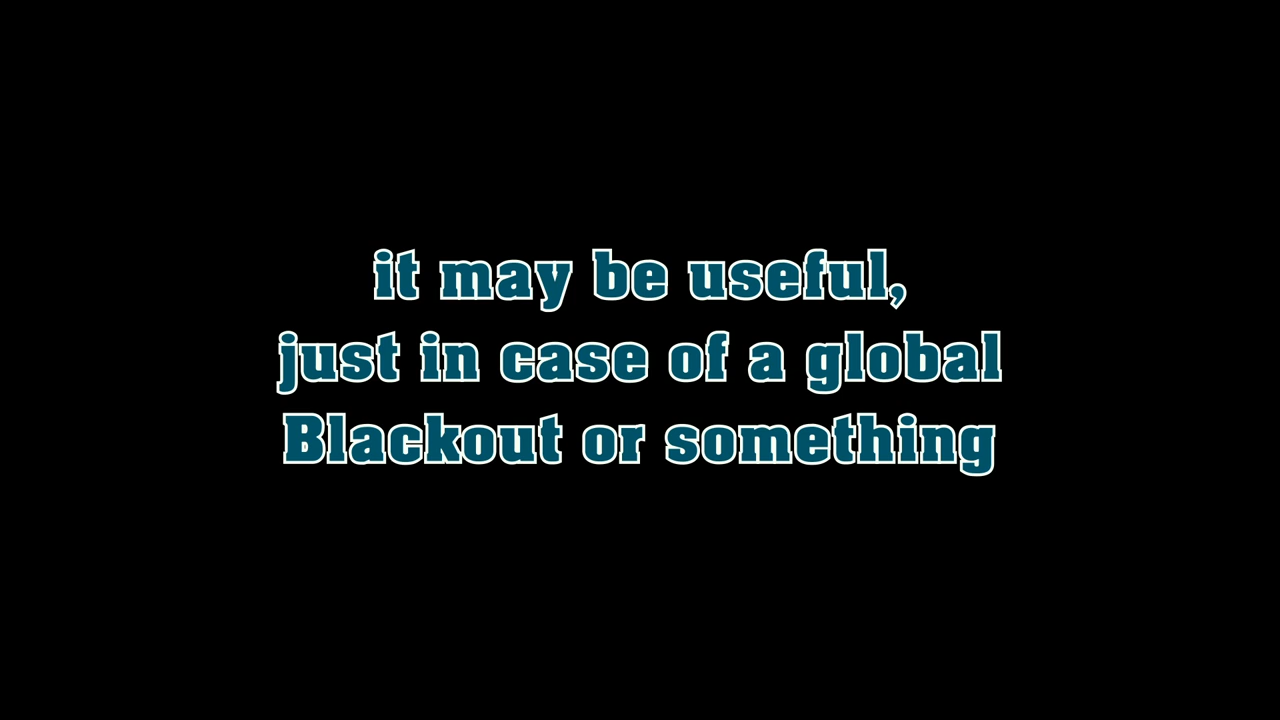 it may be useful,
just in case of a global
Blackout or something